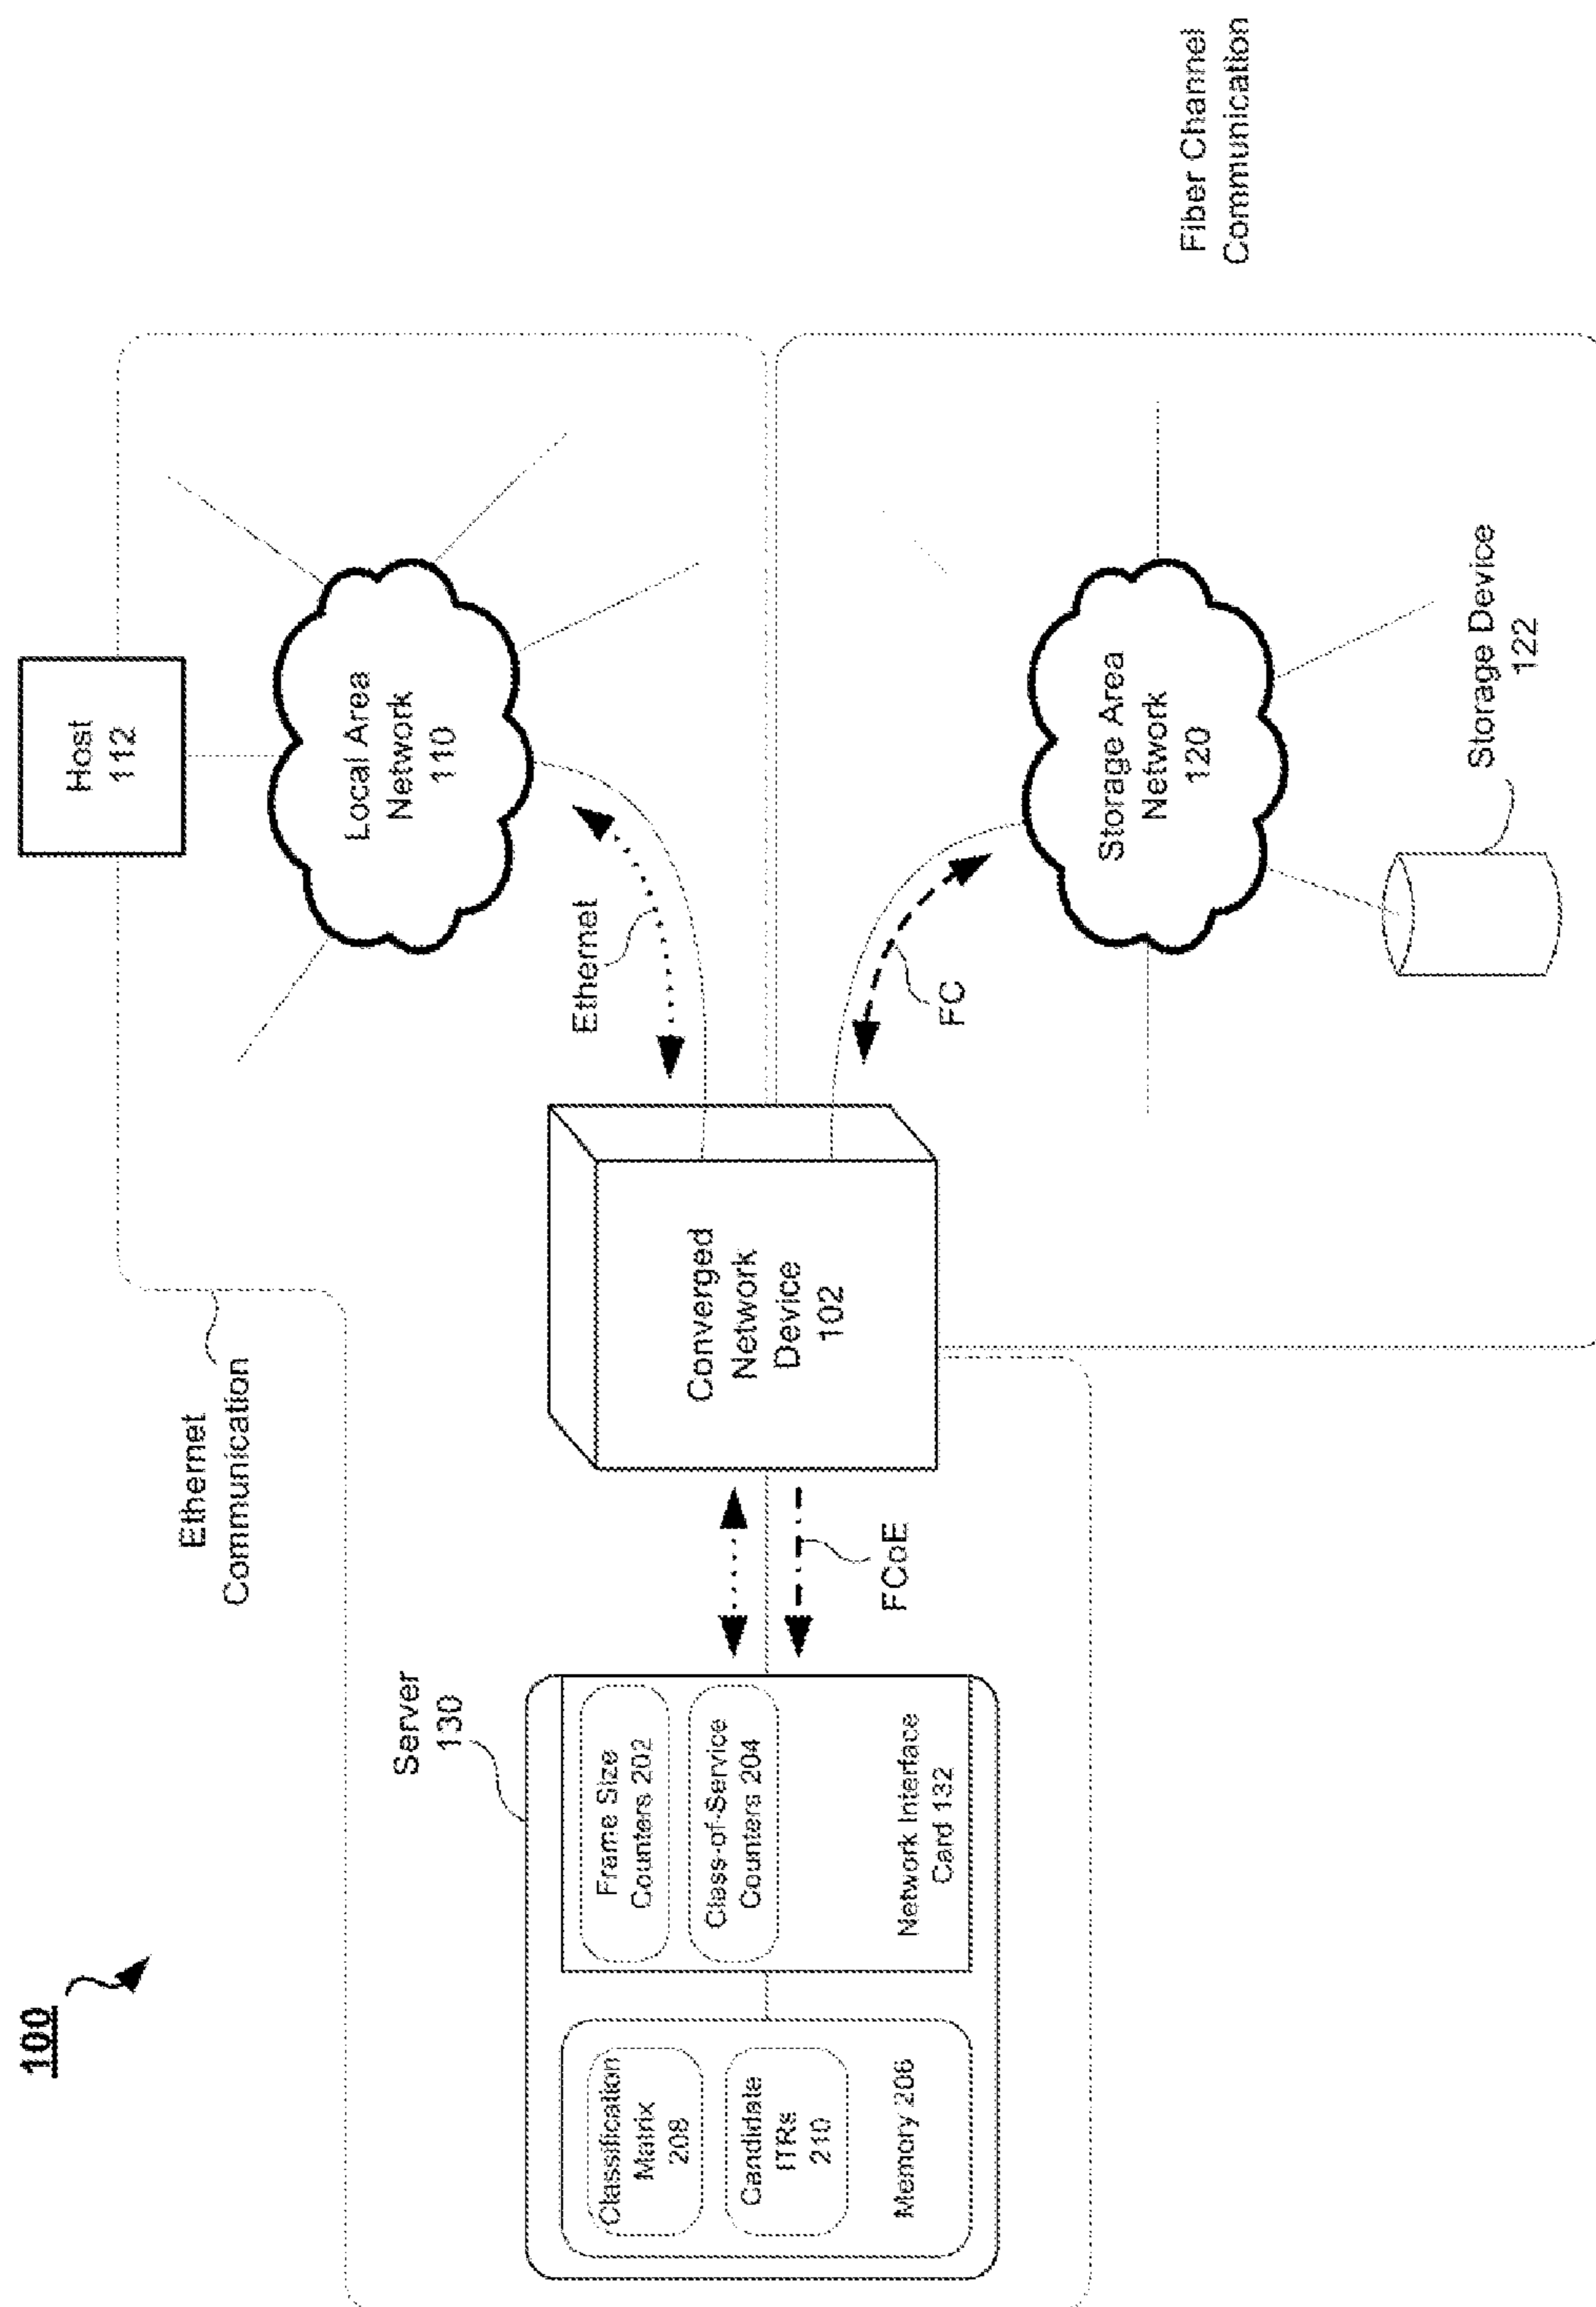 100
Host
112
Local Area
Network
110
Ethernet
Communication
Ethernet
Server
130
Classification
Matrix
208
Candidate
ITRs
210
Memory 206
Frame Size
Counters 202
Class-of-Service
Counters 204
Network Interface
Card 132
FCoE
Converged
Network
Device
102
FC
Storage Area
Network
120
Storage Device
122
Fiber Channel
Communication